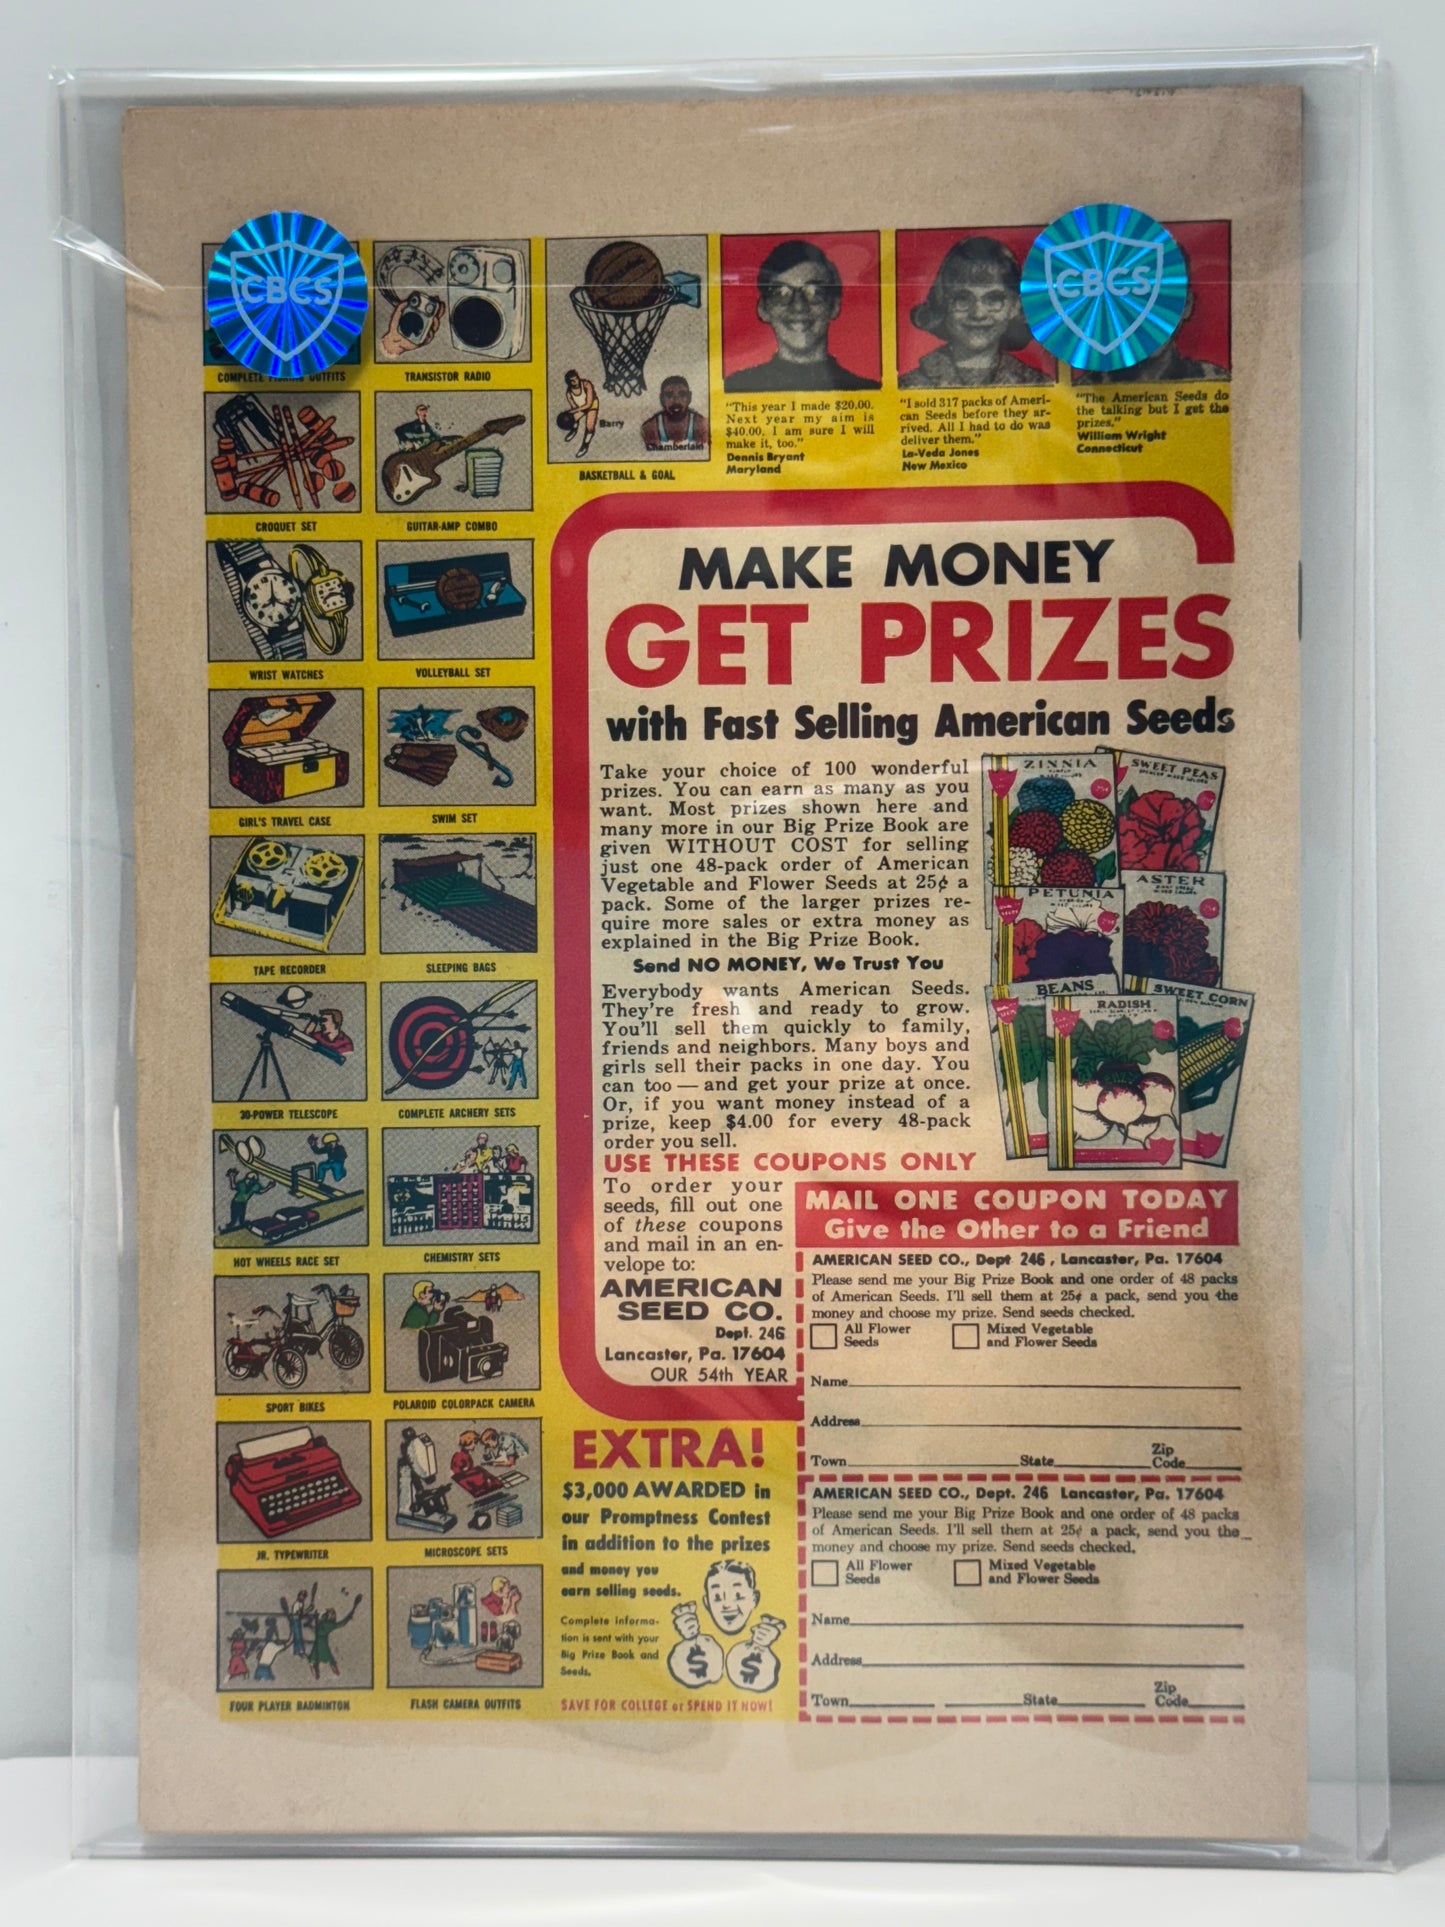 CBCS
CBCS
COMPLETE FISHING OUTFITS
TRANSISTOR RADIO
Barry
Chamberlain
BASKETBALL & GOAL
"This year I made $20.00.
Next year my aim is
$40.00. I am sure I will
make it, too."
Dennis Bryant
Maryland
"I sold 317 packs of Ameri-
can Seeds before they ar-
rived. All I had to do was
deliver them."
La-Veda Jones
New Mexico
"The American Seeds do
the talking but I get the
prizes."
William Wright
Connecticut
CROQUET SET
GUITAR-AMP COMBO
WRIST WATCHES
VOLLEYBALL SET
GIRL'S TRAVEL CASE
SWIM SET
TAPE RECORDER
SLEEPING BAGS
30-POWER TELESCOPE
COMPLETE ARCHERY SETS
HOT WHEELS RACE SET
CHEMISTRY SETS
SPORT BIKES
POLAROID COLORPACK CAMERA
JR. TYPEWRITER
MICROSCOPE SETS
FOUR PLAYER BADMINTON
FLASH CAMERA OUTFITS
MAKE MONEY
GET PRIZES
with Fast Selling American Seeds
Take your choice of 100 wonderful
prizes. You can earn as many as you
want. Most prizes shown here and
many more in our Big Prize Book are
given WITHOUT COST for selling
just one 48-pack order of American
Vegetable and Flower Seeds at 25¢ a
pack. Some of the larger prizes re-
quire more sales or extra money as
explained in the Big Prize Book.
Send NO MONEY, We Trust You
Everybody wants American Seeds.
They're fresh and ready to grow.
You'll sell them quickly to family,
friends and neighbors. Many boys and
girls sell their packs in one day. You
can too — and get your prize at once.
Or, if you want money instead of a
prize, keep $4.00 for every 48-pack
order you sell.
ZINNIA
SWEET PEAS
PETUNIA
ASTER
BEANS
RADISH
SWEET CORN
USE THESE COUPONS ONLY
To order your
seeds, fill out one
of these coupons
and mail in an en-
velope to:
AMERICAN
SEED CO.
Dept. 246
Lancaster, Pa. 17604
OUR 54th YEAR
MAIL ONE COUPON TODAY
Give the Other to a Friend
AMERICAN SEED CO., Dept 246, Lancaster, Pa. 17604
Please send me your Big Prize Book and one order of 48 packs
of American Seeds. I'll sell them at 25¢ a pack, send you the
money and choose my prize. Send seeds checked.
All Flower
Seeds
Mixed Vegetable
and Flower Seeds
Name
Address
Town State Zip
Code
AMERICAN SEED CO., Dept. 246 Lancaster, Pa. 17604
Please send me your Big Prize Book and one order of 48 packs
of American Seeds. I'll sell them at 25¢ a pack, send you the
money and choose my prize. Send seeds checked.
All Flower
Seeds
Mixed Vegetable
and Flower Seeds
Name
Address
Town State Zip
Code
EXTRA!
$3,000 AWARDED in
our Promptness Contest
in addition to the prizes
and money you
earn selling seeds.
Complete informa-
tion is sent with your
Big Prize Book and
Seeds.
$ $
SAVE FOR COLLEGE or SPEND IT NOW!